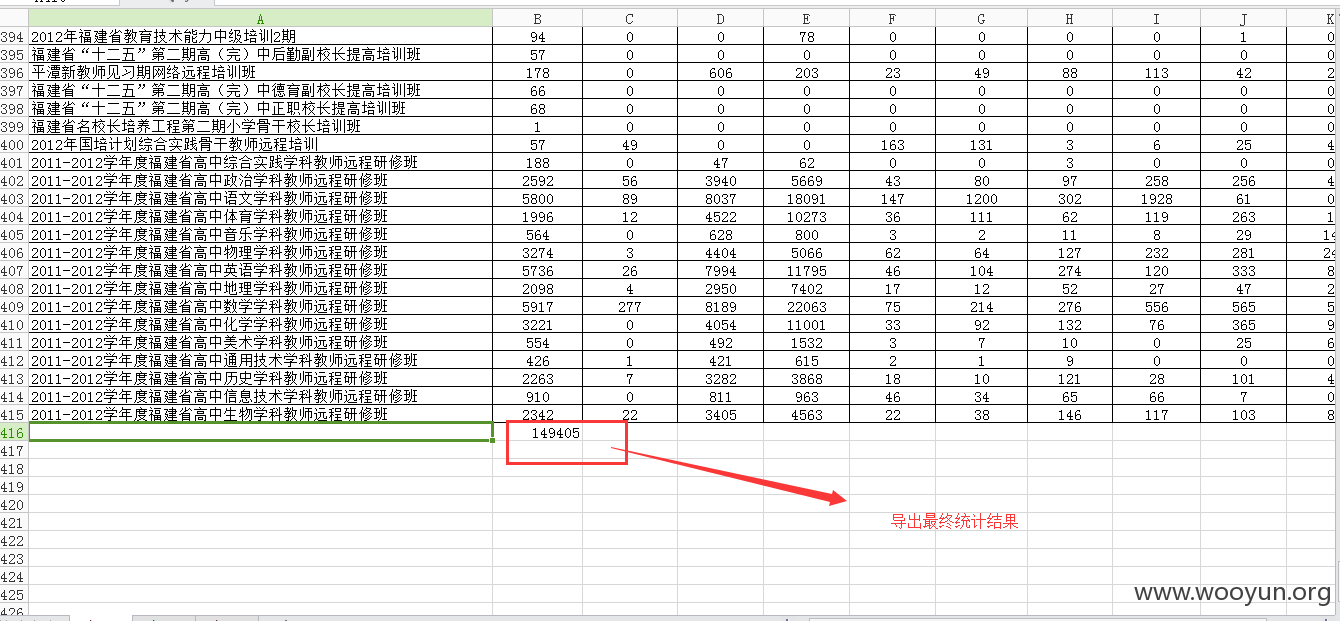 A B C D E F G H I J K
394 2012年福建省教育技术能力中级培训2期 94 0 0 78 0 0 0 0 1 0
395 福建省“十二五”第二期高（完）中后勤副校长提高培训班 57 0 0 0 0 0 0 0 0 0
396 平潭新教师见习期网络远程培训班 178 0 606 203 23 49 88 113 42 2
397 福建省“十二五”第二期高（完）中德育副校长提高培训班 66 0 0 0 0 0 0 0 0 0
398 福建省“十二五”第二期高（完）中正职校长提高培训班 68 0 0 0 0 0 0 0 0 0
399 福建省名校长培养工程第二期小学骨干校长培训班 1 0 0 0 0 0 0 0 0 0
400 2012年国培计划综合实践骨干教师远程培训 57 49 0 0 163 131 3 6 25 4
401 2011-2012学年度福建省高中综合实践学科教师远程研修班 188 0 47 62 0 0 3 0 0 0
402 2011-2012学年度福建省高中政治学科教师远程研修班 2592 56 3940 5669 43 80 97 258 256 4
403 2011-2012学年度福建省高中语文学科教师远程研修班 5800 89 8037 18091 147 1200 302 1928 61 0
404 2011-2012学年度福建省高中体育学科教师远程研修班 1996 12 4522 10273 36 111 62 119 263 1
405 2011-2012学年度福建省高中音乐学科教师远程研修班 564 0 628 800 3 2 11 8 29 14
406 2011-2012学年度福建省高中物理学科教师远程研修班 3274 3 4404 5066 62 64 127 232 281 24
407 2011-2012学年度福建省高中英语学科教师远程研修班 5736 26 7994 11795 46 104 274 120 333 8
408 2011-2012学年度福建省高中地理学科教师远程研修班 2098 4 2950 7402 17 12 52 27 47 2
409 2011-2012学年度福建省高中数学学科教师远程研修班 5917 277 8189 22063 75 214 276 556 565 5
410 2011-2012学年度福建省高中化学学科教师远程研修班 3221 0 4054 11001 33 92 132 76 365 9
411 2011-2012学年度福建省高中美术学科教师远程研修班 554 0 492 1532 3 7 10 0 25 6
412 2011-2012学年度福建省高中通用技术学科教师远程研修班 426 1 421 615 2 1 9 0 0 0
413 2011-2012学年度福建省高中历史学科教师远程研修班 2263 7 3282 3868 18 10 121 28 101 4
414 2011-2012学年度福建省高中信息技术学科教师远程研修班 910 0 811 963 46 34 65 66 7 0
415 2011-2012学年度福建省高中生物学科教师远程研修班 2342 22 3405 4563 22 38 146 117 103 8
416 149405
417
418
419
420
421 导出最终统计结果
422
423
424
425 www.wooyun.org
426